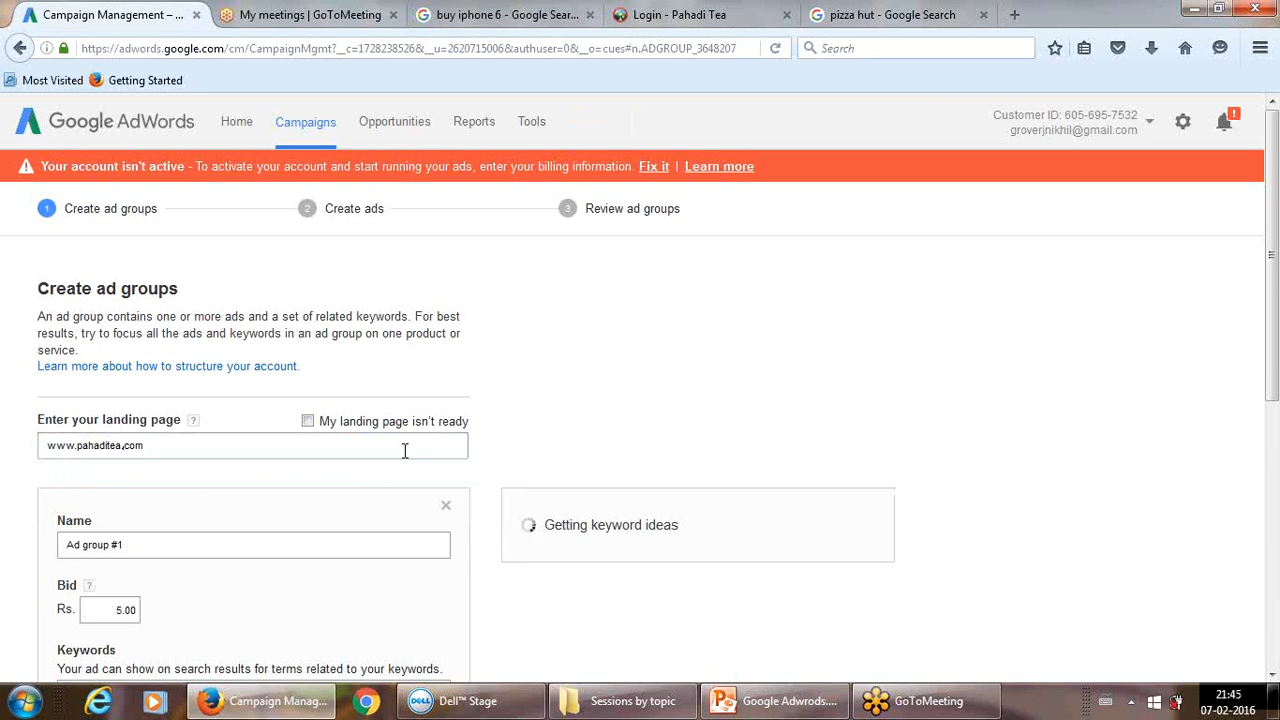 Campaign Management – ...
My meetings | GoToMeeting
buy iphone 6 - Google Sear...
Login - Pahadi Tea
pizza hut - Google Search
https://adwords.google.com/cm/CampaignMgmt?__c=1728238526&__u=2620715006&authuser=0&__o=cues#n.ADGROUP_3648207
Search
Most Visited
Getting Started
Google AdWords
Home
Campaigns
Opportunities
Reports
Tools
Customer ID: 605-695-7532
groverjnikhil@gmail.com
!
Your account isn't active - To activate your account and start running your ads, enter your billing information. Fix it | Learn more
1 Create ad groups
2 Create ads
3 Review ad groups
Create ad groups
An ad group contains one or more ads and a set of related keywords. For best
results, try to focus all the ads and keywords in an ad group on one product or
service.
Learn more about how to structure your account.
Enter your landing page ?
My landing page isn't ready
www.pahaditea.com
Name
Ad group #1
Getting keyword ideas
Bid ?
Rs. 5.00
Keywords
Your ad can show on search results for terms related to your keywords.
Campaign Manag...
DELL
Dell™ Stage
Sessions by topic
Google Adwrods....
GoToMeeting
21:45
07-02-2016